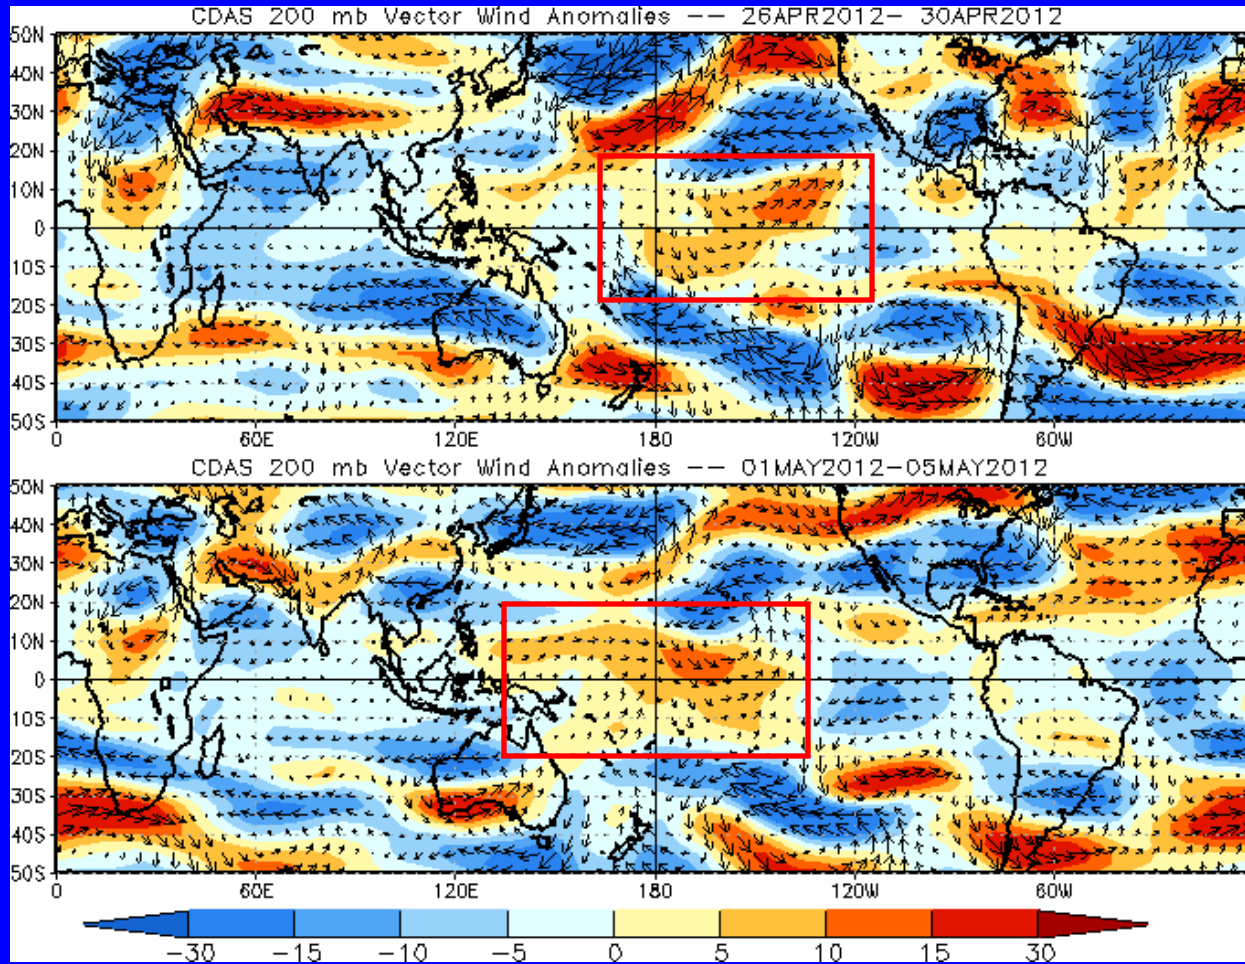 CDAS 200 mb Vector Wind Anomalies -- 26APR2012- 30APR2012
50N
40N
30N
20N
10N
0
10S
20S
30S
40S
50S
0 60E 120E 180 120W 60W
CDAS 200 mb Vector Wind Anomalies -- 01MAY2012-05MAY2012
50N
40N
30N
20N
10N
0
10S
20S
30S
40S
50S
0 60E 120E 180 120W 60W
-30 -15 -10 -5 0 5 10 15 30